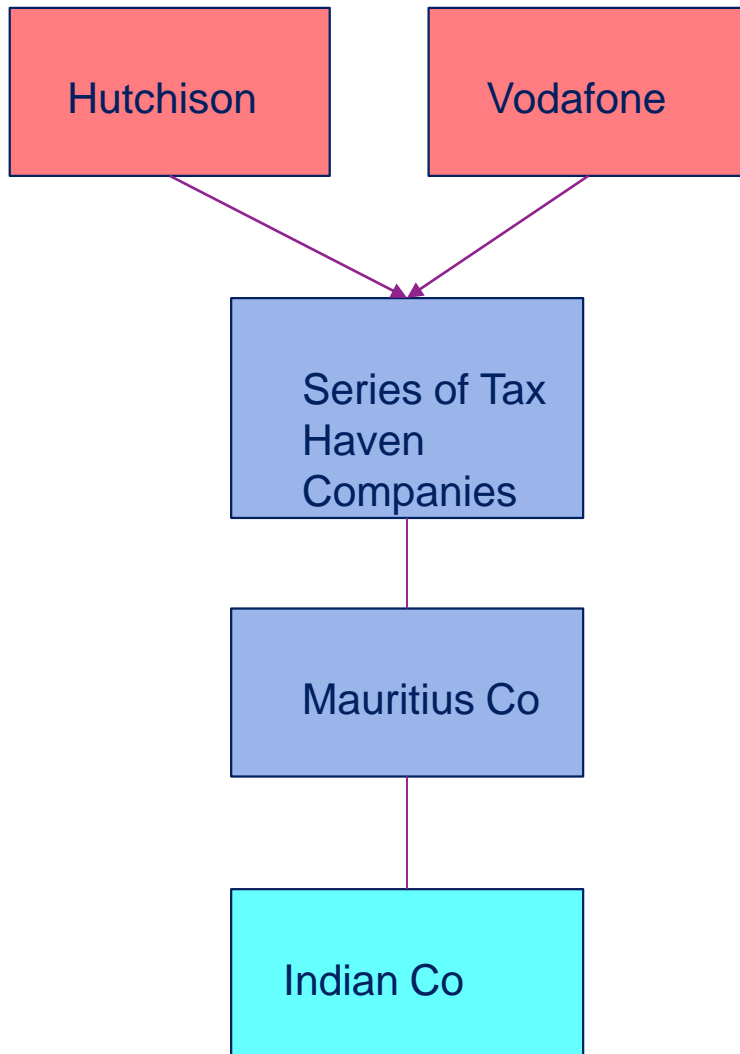 Hutchison
Vodafone
Series of Tax
Haven
Companies
Mauritius Co
Indian Co